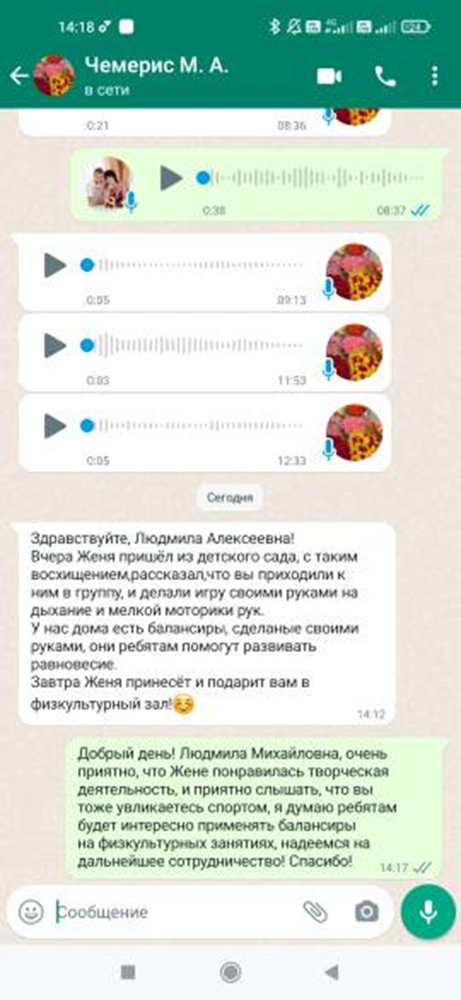 14:18
4G
24
Чемерис М. А.
в сети
0:21 08:36
0:38 08:37
0:05 09:13
0:03 11:53
0:05 12:33
Сегодня
Здравствуйте, Людмила Алексеевна!
Вчера Женя пришёл из детского сада, с таким
восхищением,рассказал,что вы приходили к
ним в группу, и делали игру своими руками на
дыхание и мелкой моторики рук.
У нас дома есть балансиры, сделаные своими
руками, они ребятам помогут развивать
равновесие.
Завтра Женя принесёт и подарит вам в
физкультурный зал!
14:12
Добрый день! Людмила Михайловна, очень
приятно, что Жене понравилась творческая
деятельность, и приятно слышать, что вы
тоже увликаетесь спортом, я думаю ребятам
будет интересно применять балансиры
на физкультурных занятиях, надеемся на
дальнейшее сотрудничество! Спасибо!
14:17
Сообщение